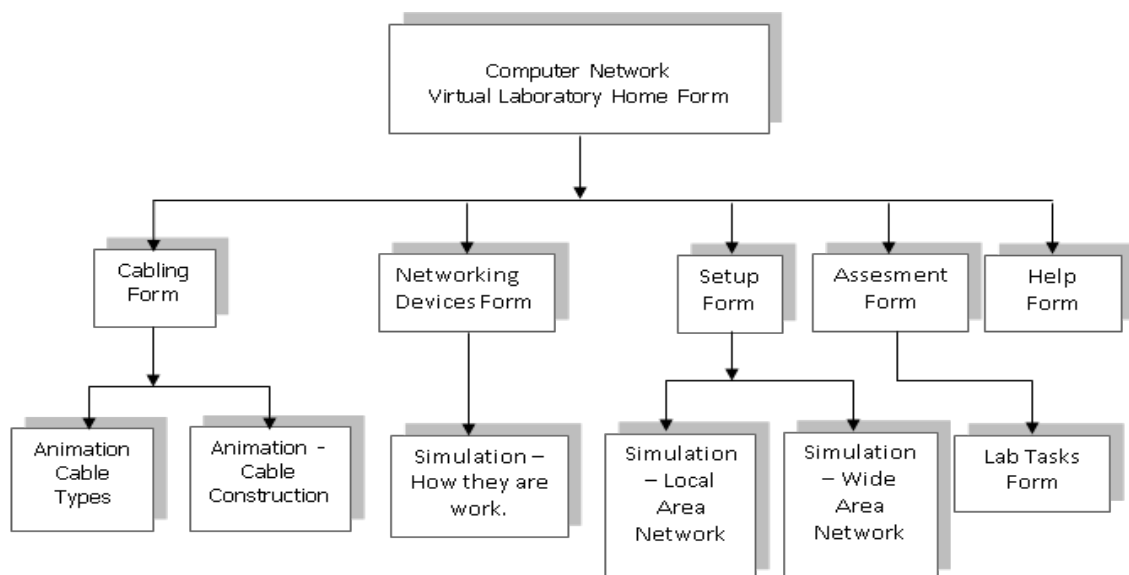 Computer Network
Virtual Laboratory Home Form
Cabling
Form
Networking
Devices Form
Setup
Form
Assesment
Form
Help
Form
Animation
Cable
Types
Animation -
Cable
Construction
Simulation –
How they are
work.
Simulation
– Local
Area
Network
Simulation
– Wide
Area
Network
Lab Tasks
Form